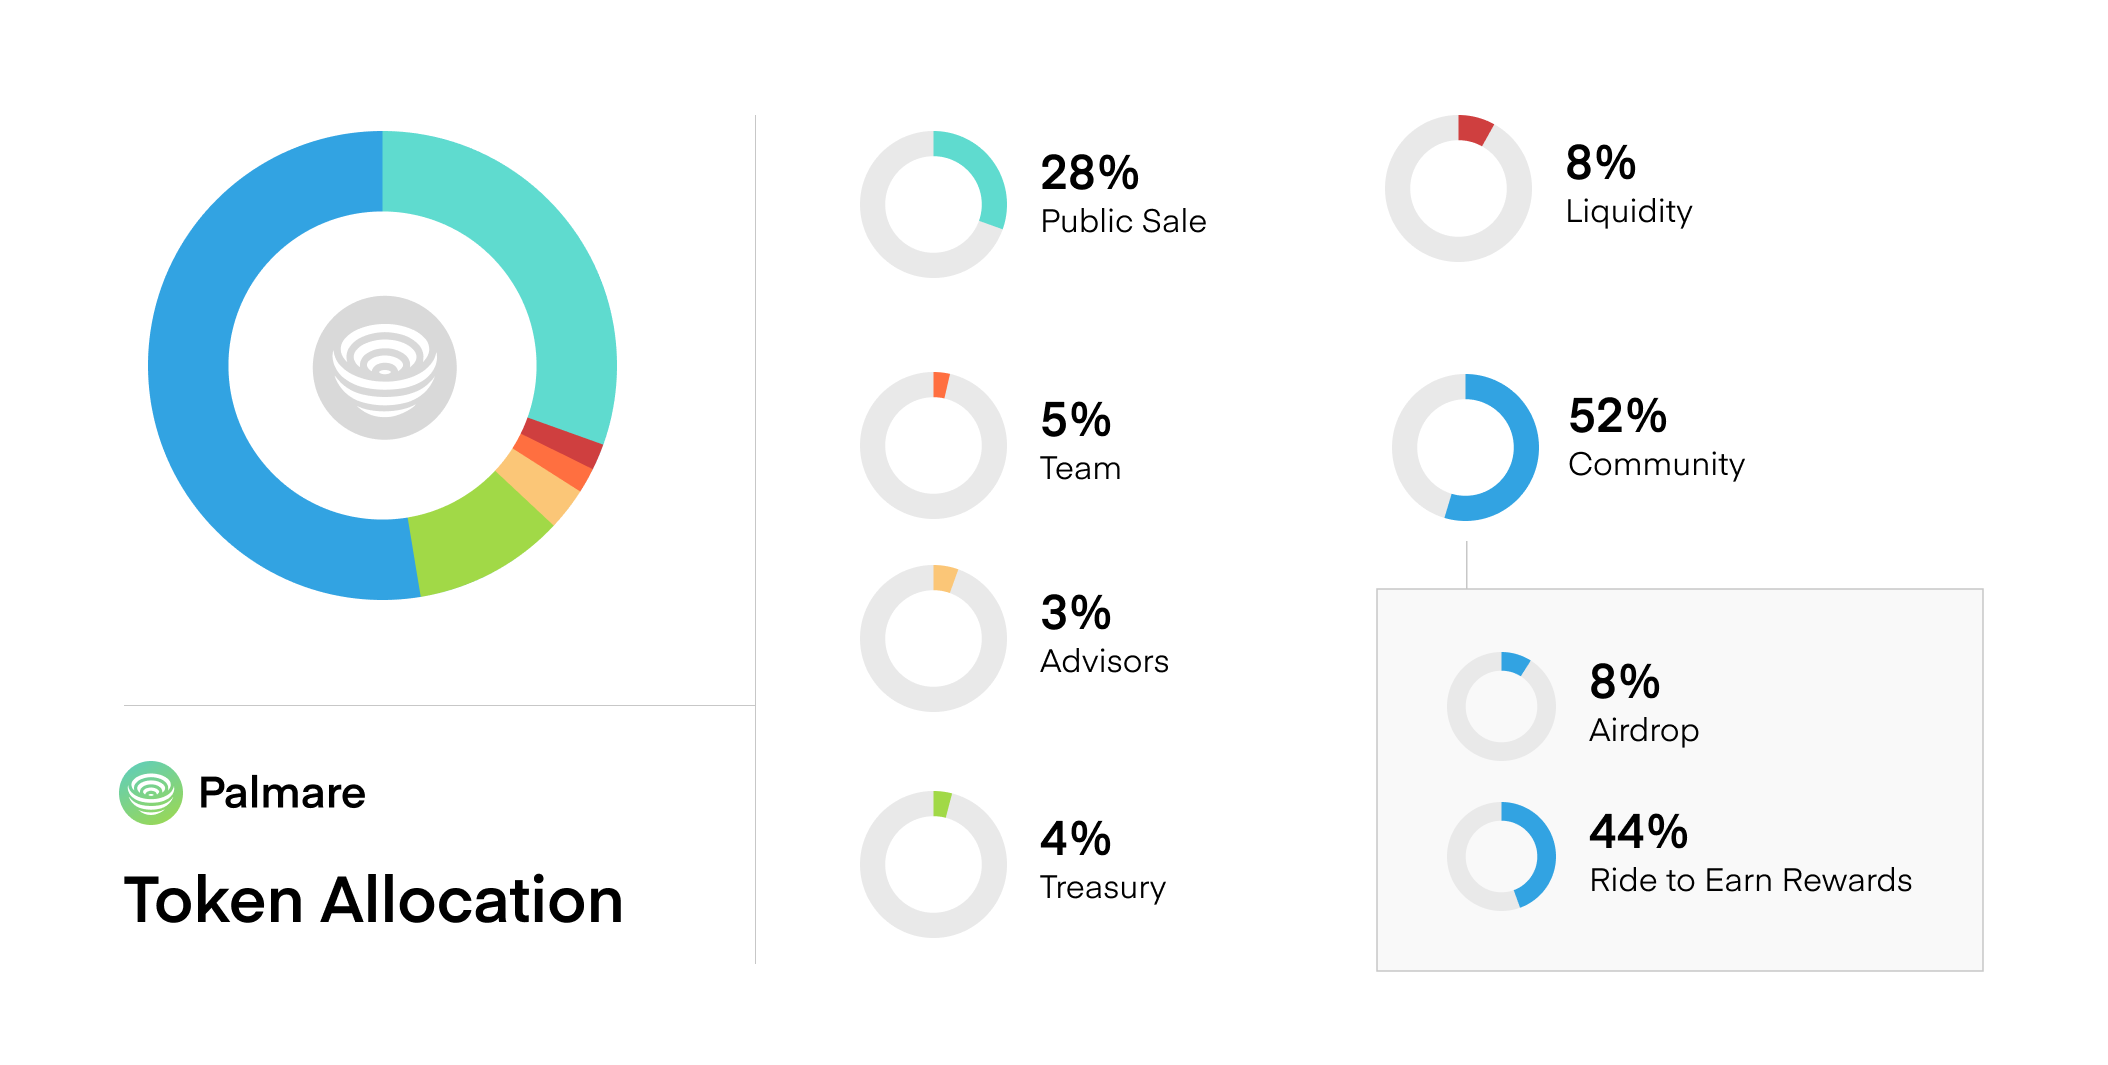 Palmare
Token Allocation
28%
Public Sale
5%
Team
3%
Advisors
4%
Treasury
8%
Liquidity
52%
Community
8%
Airdrop
44%
Ride to Earn Rewards